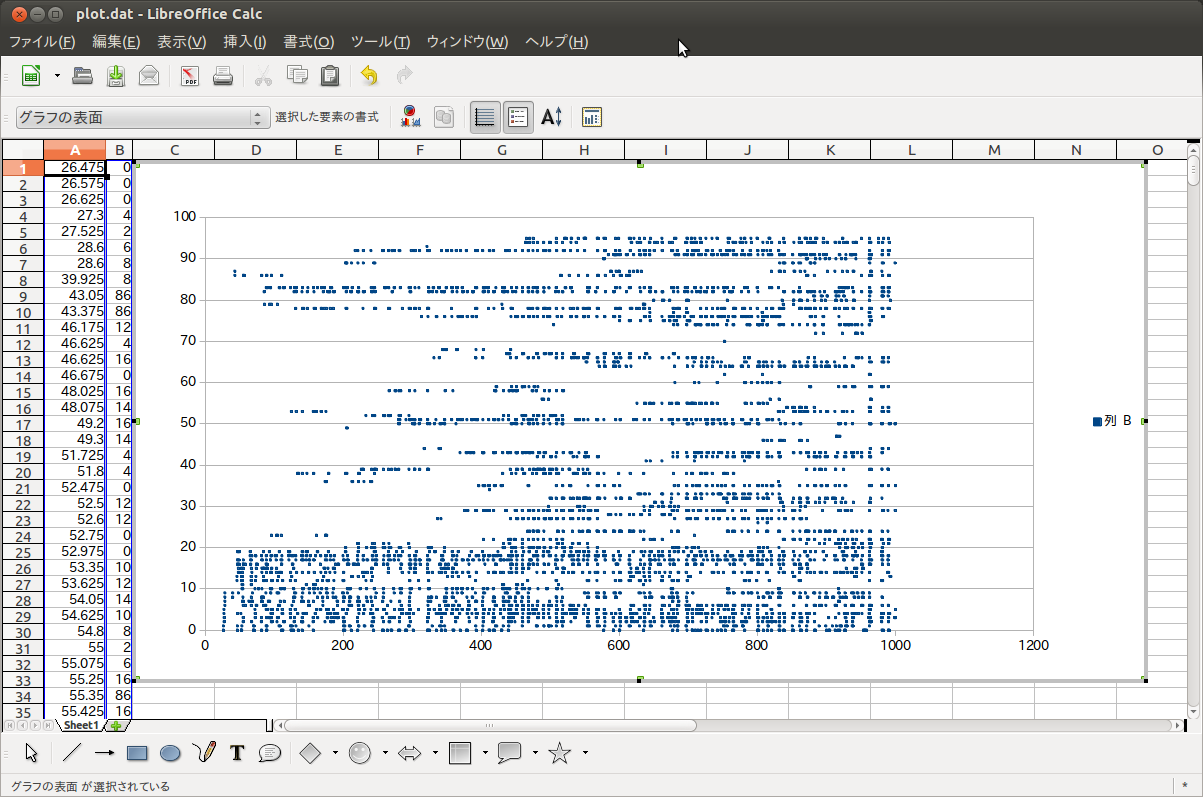 plot.dat - LibreOffice Calc
ファイル(F) 編集(E) 表示(V) 挿入(I) 書式(O) ツール(T) ウィンドウ(W) ヘルプ(H)
グラフの表面 選択した要素の書式
A B C D E F G H I J K L M N O
1 26.475 0
2 26.575 0
3 26.625 0
4 27.3 4
5 27.525 2
6 28.6 6
7 28.6 8
8 39.925 8
9 43.05 86
10 43.375 86
11 46.175 12
12 46.625 4
13 46.625 16
14 46.675 0
15 48.025 16
16 48.075 14
17 49.2 16
18 49.3 14
19 51.725 4
20 51.8 4
21 52.475 0
22 52.5 12
23 52.6 12
24 52.75 0
25 52.975 0
26 53.35 10
27 53.625 12
28 54.05 14
29 54.625 10
30 54.8 8
31 55 2
32 55.075 6
33 55.25 16
34 55.35 86
35 55.425 16
100
90
80
70
60
50
40
30
20
10
0
0 200 400 600 800 1000 1200
列 B
Sheet1
T
グラフの表面 が選択されている *